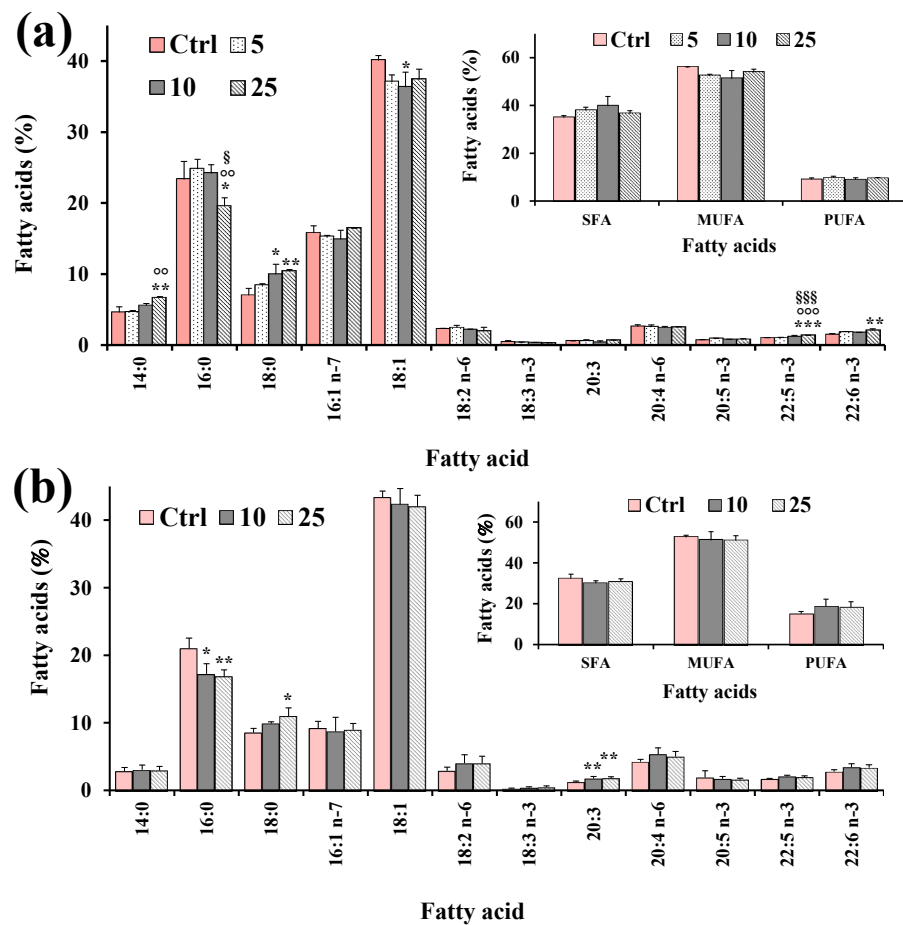 (a)
Ctrl 5
10 25
Fatty acids (%)
40
30
20
10
0
°°
**
§
°°
*
*
**
*
§§§
°°°
***
**
14:0 16:0 18:0 16:1 n-7 18:1 18:2 n-6 18:3 n-3 20:3 20:4 n-6 20:5 n-3 22:5 n-3 22:6 n-3
Fatty acid
Ctrl 5 10 25
Fatty acids (%)
60
40
20
0
SFA MUFA PUFA
Fatty acids
(b)
Ctrl 10 25
Fatty acids (%)
40
30
20
10
0
*
**
*
**
**
14:0 16:0 18:0 16:1 n-7 18:1 18:2 n-6 18:3 n-3 20:3 20:4 n-6 20:5 n-3 22:5 n-3 22:6 n-3
Fatty acid
Ctrl 10 25
Fatty acids (%)
60
40
20
0
SFA MUFA PUFA
Fatty acids